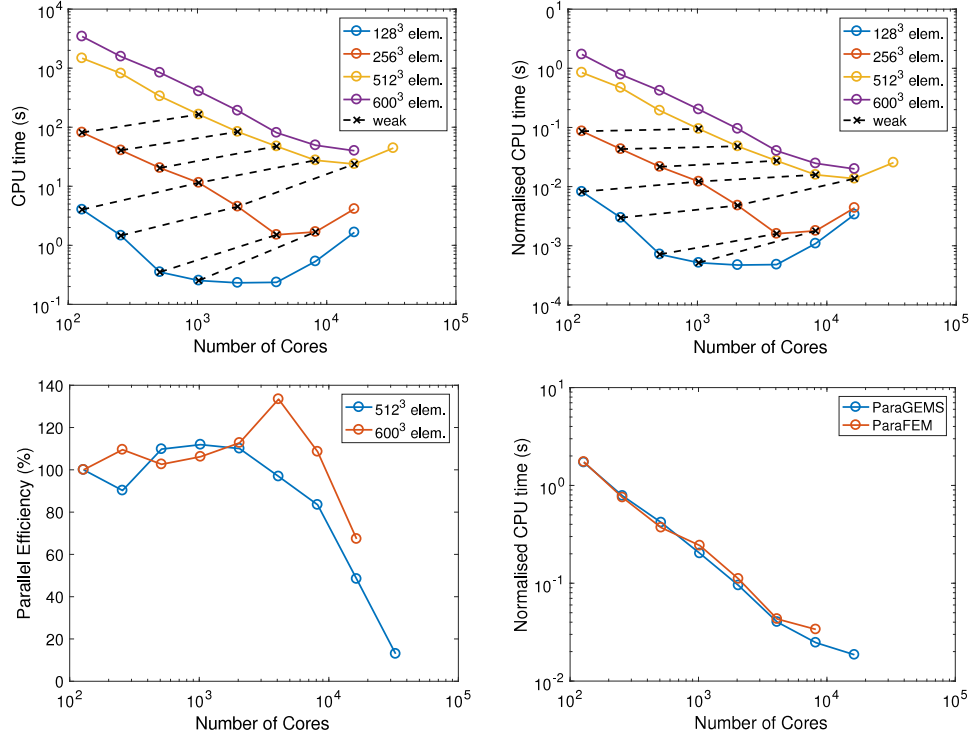 CPU time (s)
10^4
10^3
10^2
10^1
10^0
10^-1
10^2
10^3
10^4
10^5
Number of Cores
128^3 elem.
256^3 elem.
512^3 elem.
600^3 elem.
weak
Normalised CPU time (s)
10^1
10^0
10^-1
10^-2
10^-3
10^-4
10^2
10^3
10^4
10^5
Number of Cores
128^3 elem.
256^3 elem.
512^3 elem.
600^3 elem.
weak
Parallel Efficiency (%)
140
120
100
80
60
40
20
0
10^2
10^3
10^4
10^5
Number of Cores
512^3 elem.
600^3 elem.
Normalised CPU time (s)
10^1
10^0
10^-1
10^-2
10^2
10^3
10^4
10^5
Number of Cores
ParaGEMS
ParaFEM